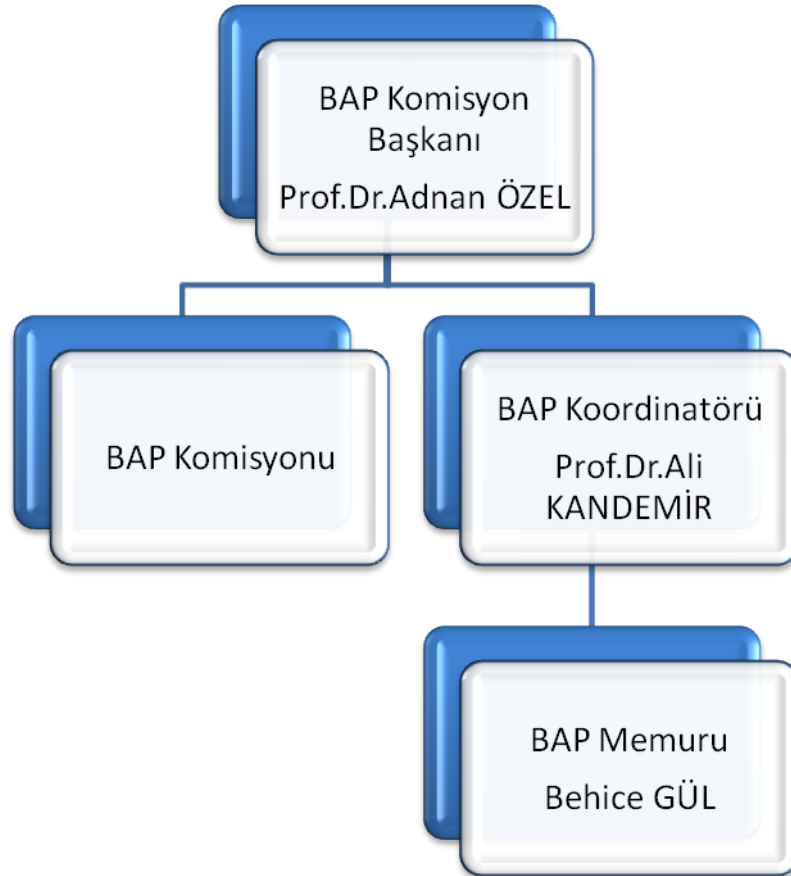 BAP Komisyon
Başkanı
Prof.Dr.Adnan ÖZEL
BAP Komisyonu
BAP Koordinatörü
Prof.Dr.Ali
KANDEMİR
BAP Memuru
Behice GÜL